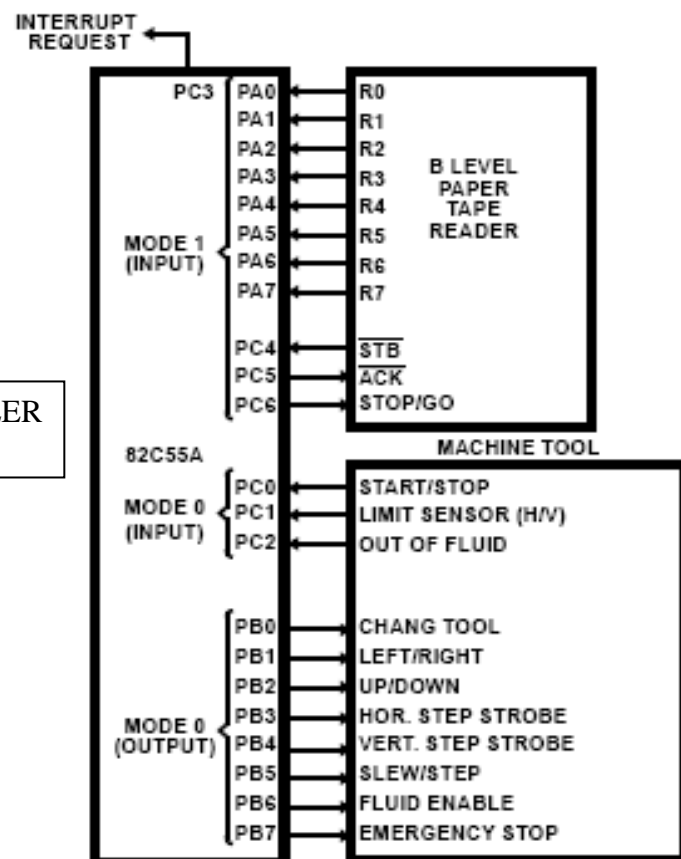 INTERRUPT
REQUEST
PC3 PA0 R0
PA1 R1
PA2 R2
PA3 R3
PA4 R4
PA5 R5
PA6 R6
PA7 R7
B LEVEL
PAPER
TAPE
READER
MODE 1
(INPUT)
PC4 STB
PC5 ACK
PC6 STOP/GO
ER
MACHINE TOOL
82C55A
MODE 0
(INPUT)
PC0 START/STOP
PC1 LIMIT SENSOR (H/V)
PC2 OUT OF FLUID
MODE 0
(OUTPUT)
PB0 CHANG TOOL
PB1 LEFT/RIGHT
PB2 UP/DOWN
PB3 HOR. STEP STROBE
PB4 VERT. STEP STROBE
PB5 SLEW/STEP
PB6 FLUID ENABLE
PB7 EMERGENCY STOP